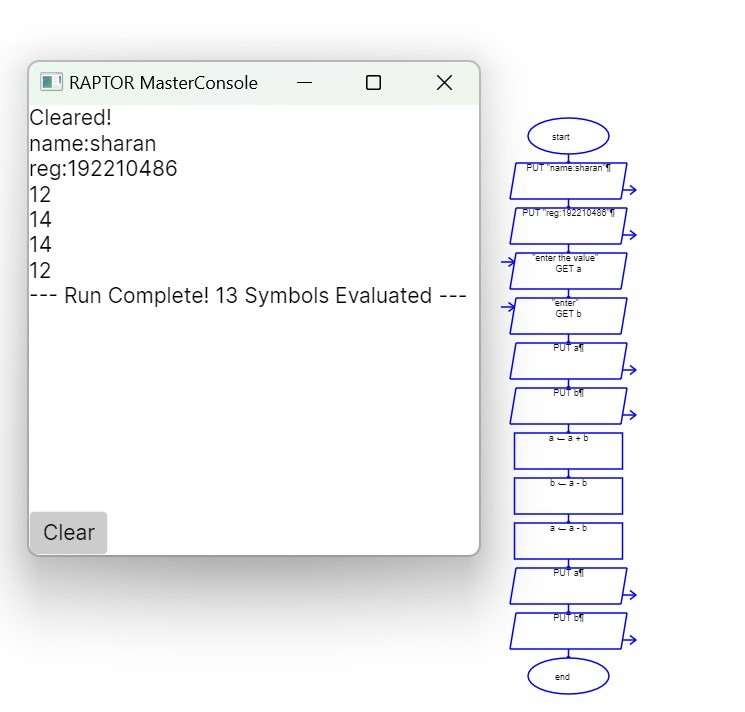 RAPTOR MasterConsole
Cleared!
name:sharan
reg:192210486
12
14
14
12
--- Run Complete! 13 Symbols Evaluated ---
Clear
start
PUT "name:sharan"¶
PUT "reg:192210486"¶
"enter the value"
GET a
"enter"
GET b
PUT a¶
PUT b¶
a ← a + b
b ← a - b
a ← a - b
PUT a¶
PUT b¶
end